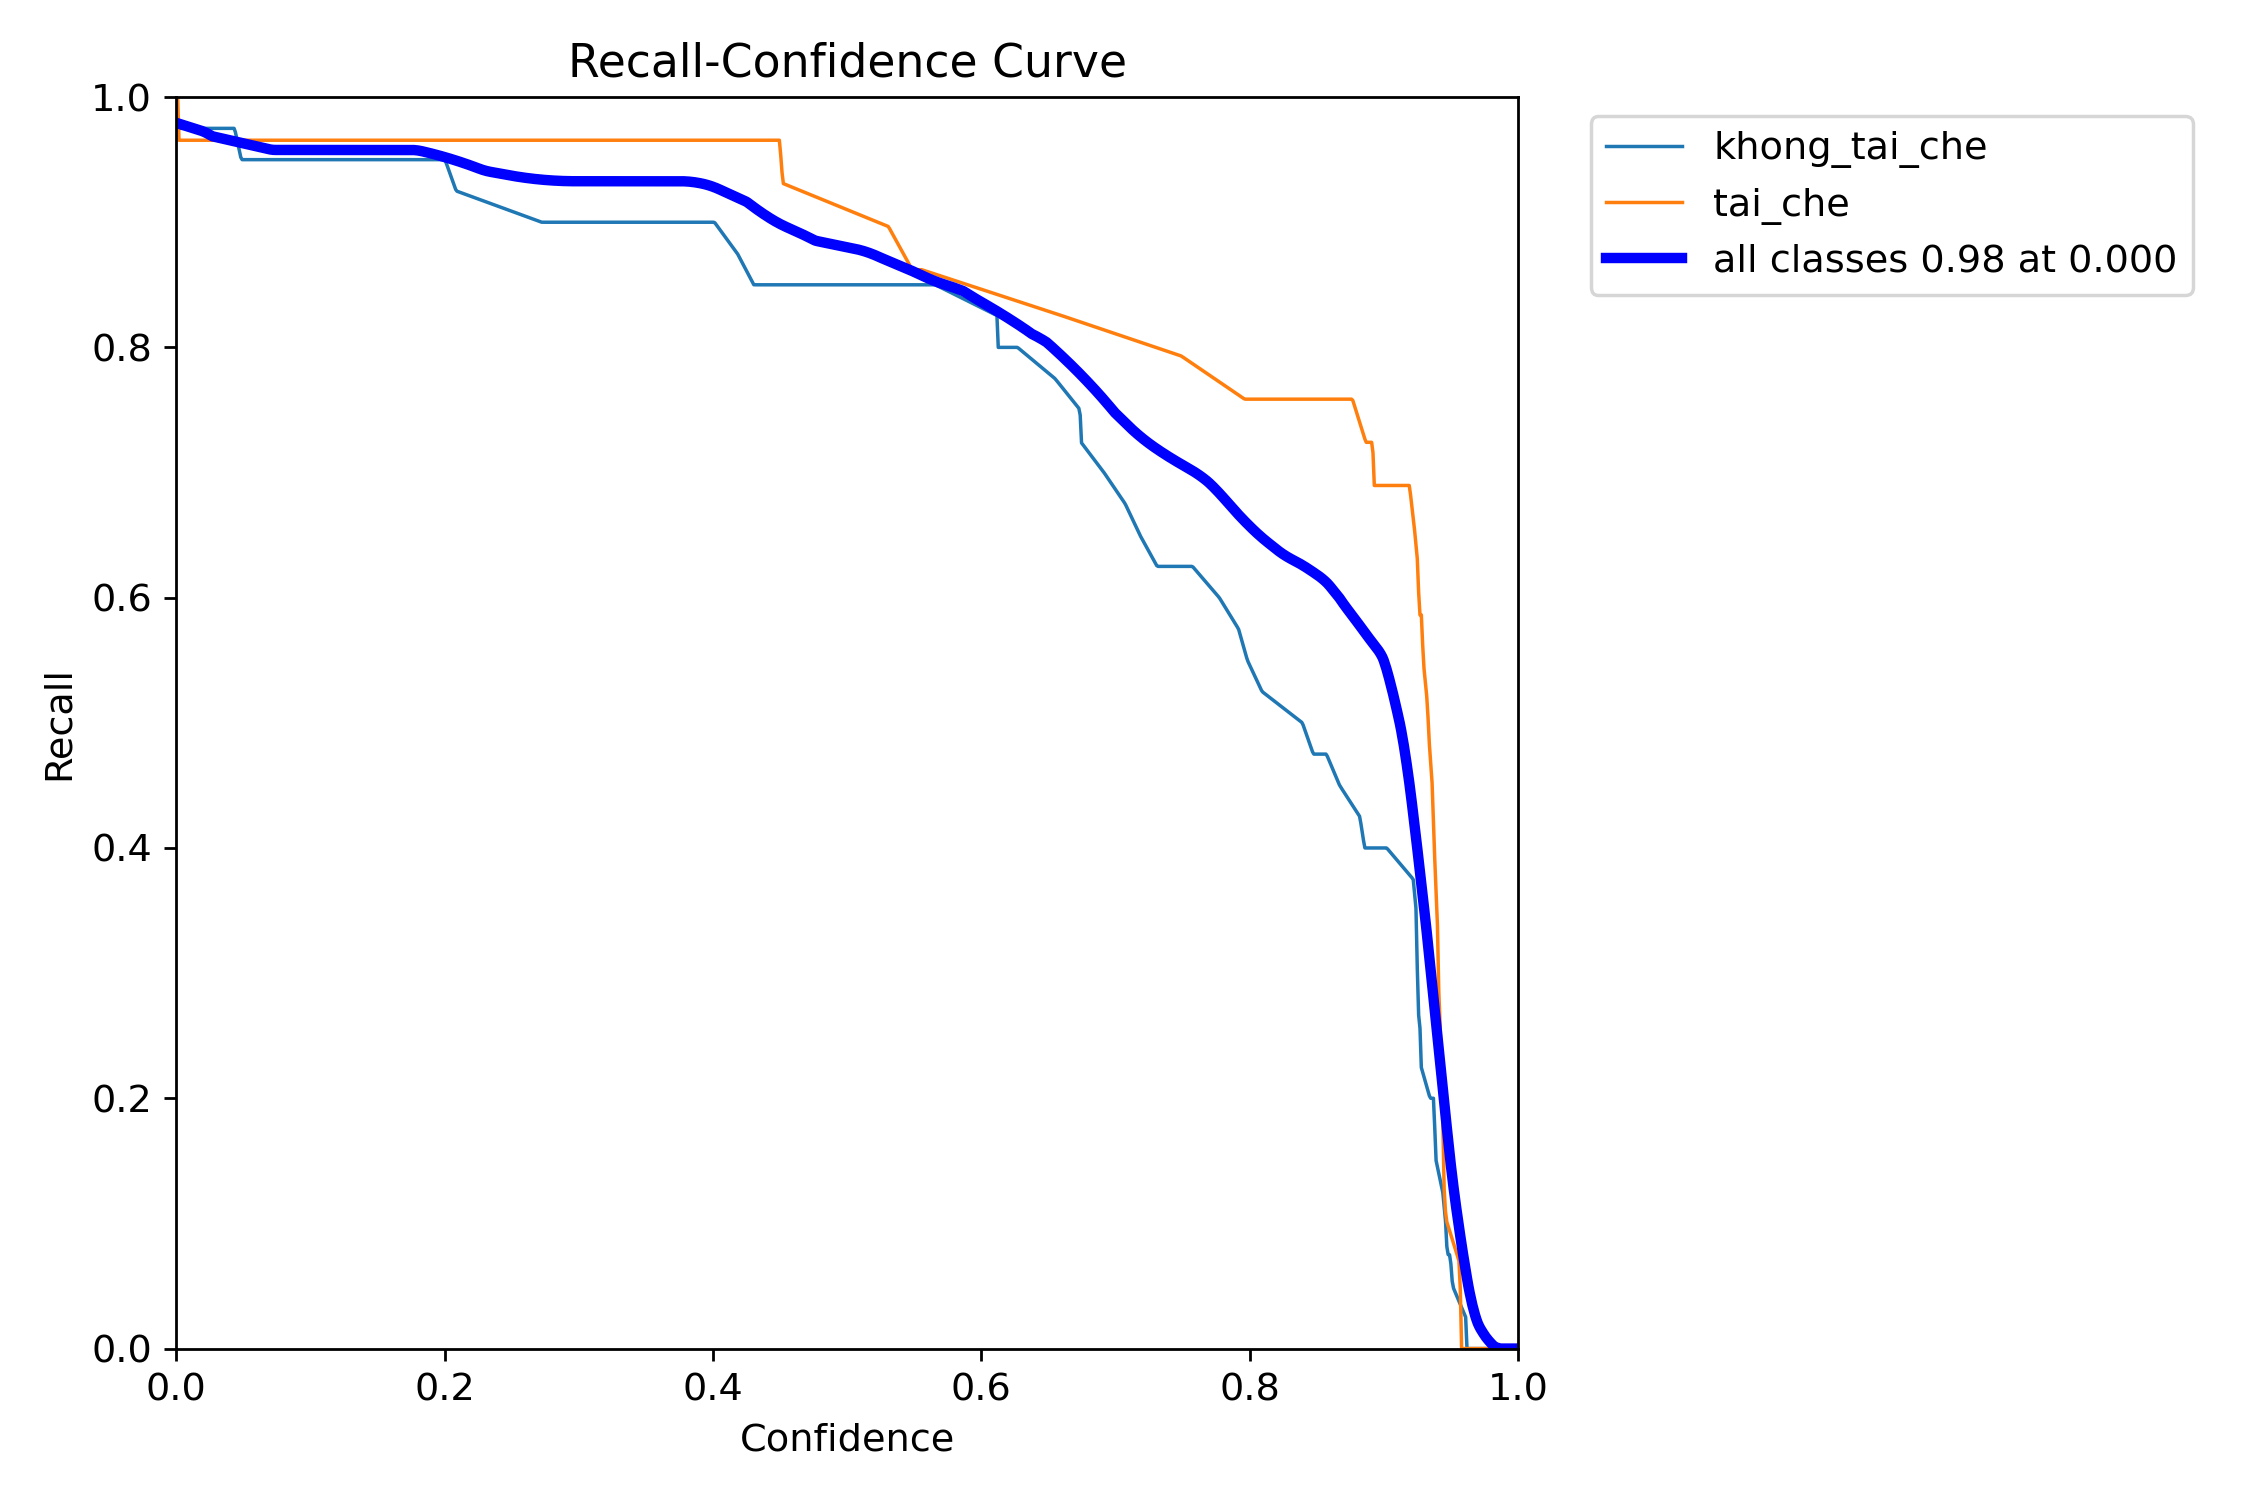 Recall-Confidence Curve
1.0
0.8
0.6
0.4
0.2
0.0
Recall
0.0 0.2 0.4 0.6 0.8 1.0
Confidence
khong_tai_che
tai_che
all classes 0.98 at 0.000